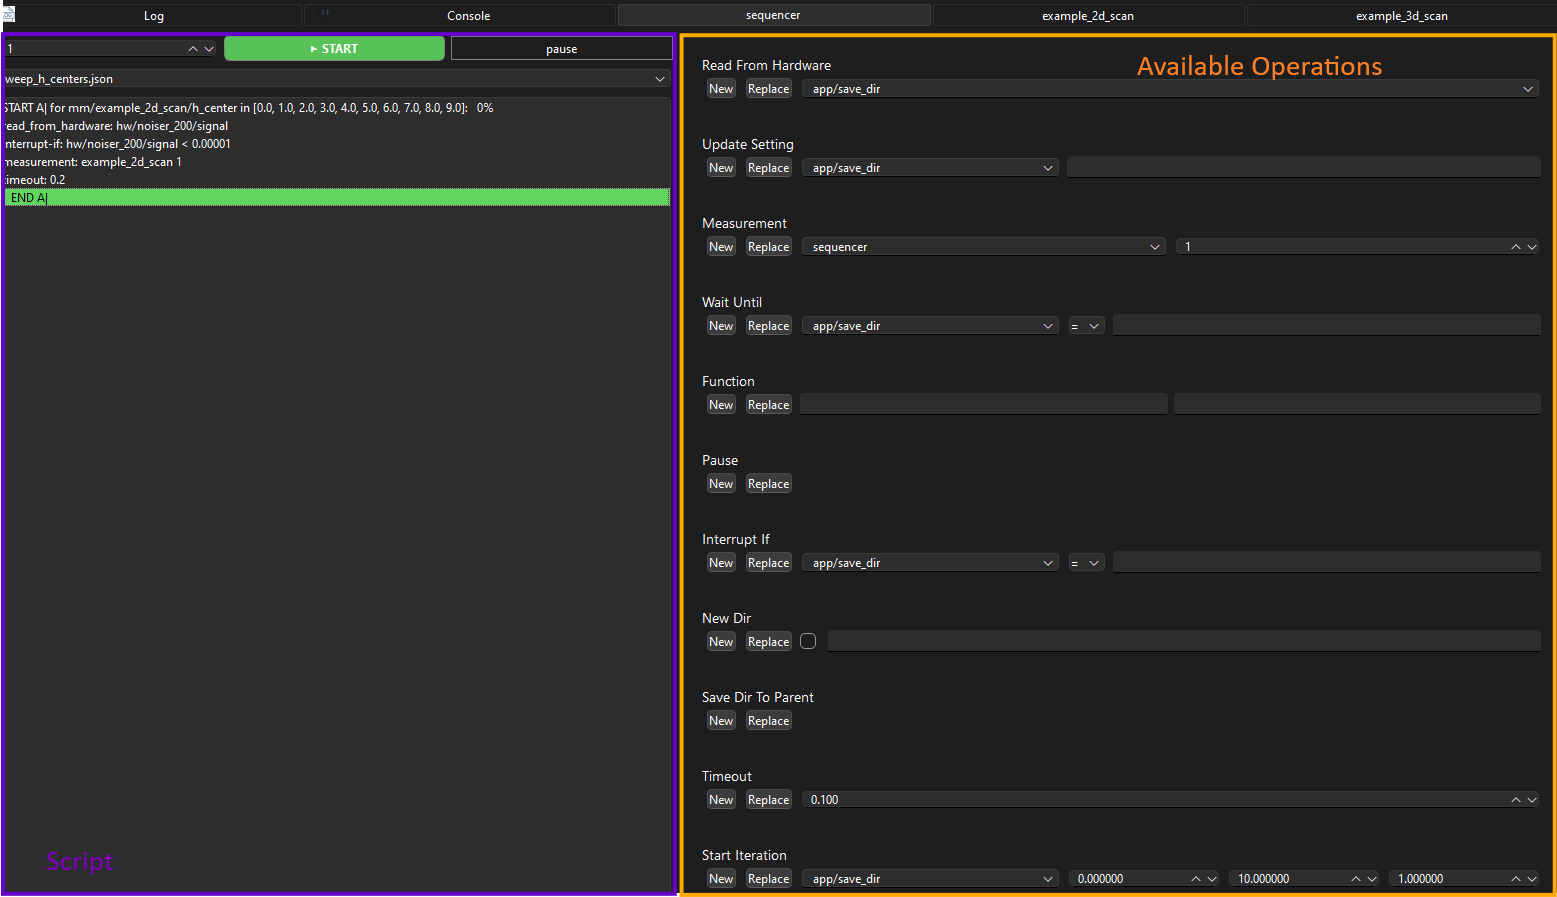 Log Console sequencer example_2d_scan example_3d_scan
1 START pause
weep_h_centers.json
START A| for mm/example_2d_scan/h_center in [0.0, 1.0, 2.0, 3.0, 4.0, 5.0, 6.0, 7.0, 8.0, 9.0]: 0%
read_from_hardware: hw/noiser_200/signal
interrupt-if: hw/noiser_200/signal < 0.00001
measurement: example_2d_scan 1
timeout: 0.2
END A|
Script
Available Operations
Read From Hardware
New Replace app/save_dir
Update Setting
New Replace app/save_dir
Measurement
New Replace sequencer 1
Wait Until
New Replace app/save_dir =
Function
New Replace
Pause
New Replace
Interrupt If
New Replace app/save_dir =
New Dir
New Replace
Save Dir To Parent
New Replace
Timeout
New Replace 0.100
Start Iteration
New Replace app/save_dir 0.000000 10.000000 1.000000